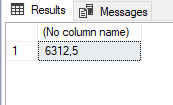 Results Messages
(No column name)
1 6312,5